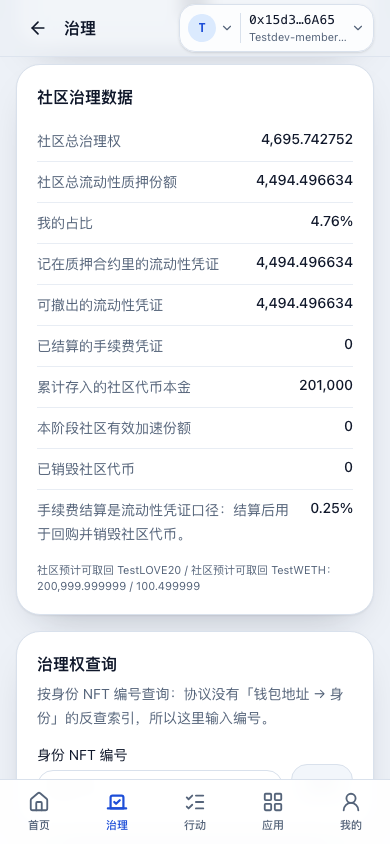 治理
T
0x15d3…6A65
Testdev-member…
社区治理数据
社区总治理权
4,695.742752
社区总流动性质押份额
4,494.496634
我的占比
4.76%
记在质押合约里的流动性凭证
4,494.496634
可撤出的流动性凭证
4,494.496634
已结算的手续费凭证
0
累计存入的社区代币本金
201,000
本阶段社区有效加速份额
0
已销毁社区代币
0
手续费结算是流动性凭证口径：结算后用
于回购并销毁社区代币。
0.25%
社区预计可取回 TestLOVE20 / 社区预计可取回 TestWETH：
200,999.999999 / 100.499999
治理权查询
按身份 NFT 编号查询：协议没有「钱包地址 → 身
份」的反查索引，所以这里输入编号。
身份 NFT 编号
首页
治理
行动
应用
我的